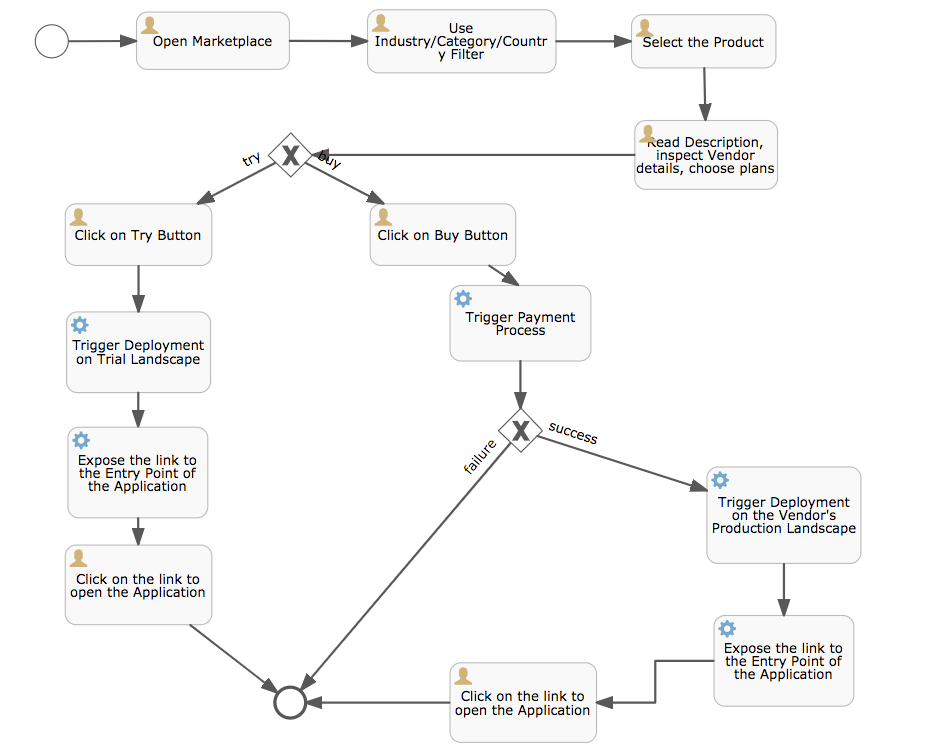 Open Marketplace
Use
Industry/Category/Countr
y Filter
Select the Product
Read Description,
inspect Vendor
details, choose plans
try
X
buy
Click on Try Button
Click on Buy Button
Trigger Payment
Process
Trigger Deployment
on Trial Landscape
X
success
failure
Expose the link to
the Entry Point of
the Application
Trigger Deployment
on the Vendor's
Production Landscape
Click on the link to
open the Application
Expose the link to
the Entry Point of
the Application
Click on the link to
open the Application